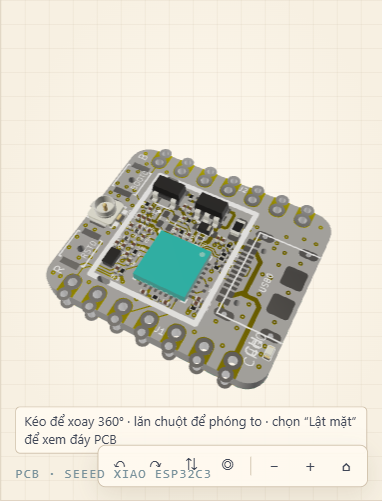 Kéo để xoay 360° · lăn chuột để phóng to · chọn “Lật mặt”
để xem đáy PCB
PCB · SEEED XIAO ESP32C3